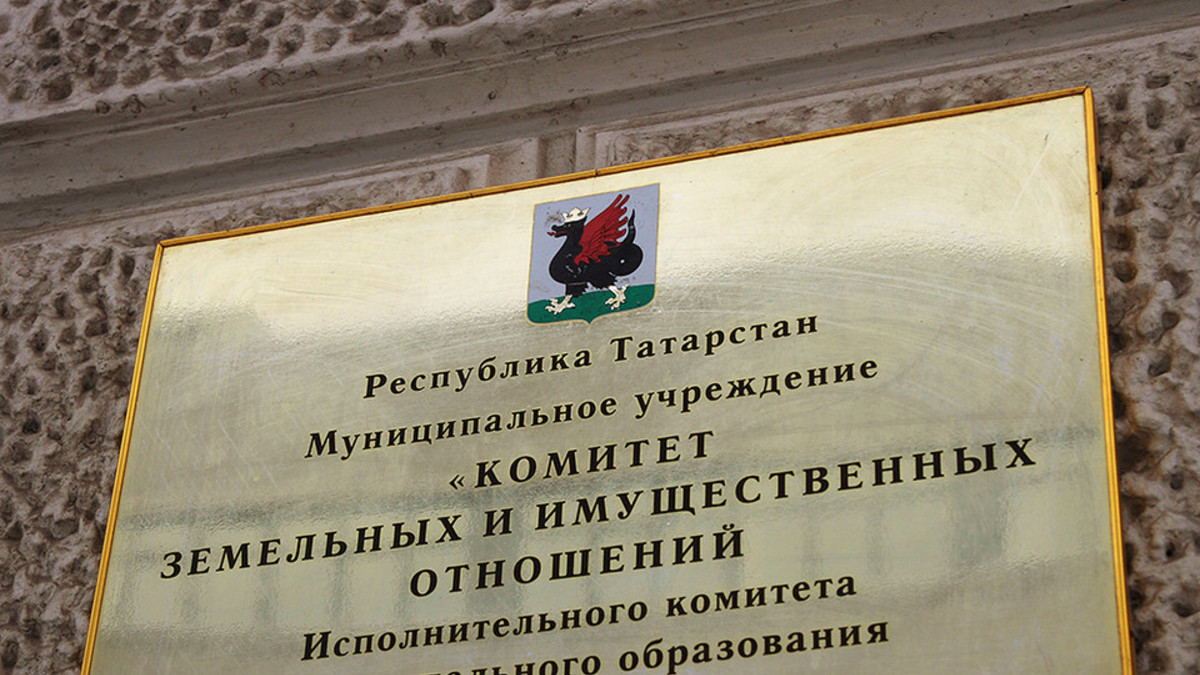 Республика Татарстан
Муниципальное учреждение
«КОМИТЕТ
ЗЕМЕЛЬНЫХ И ИМУЩЕСТВЕННЫХ
ОТНОШЕНИЙ
Исполнительного комитета
образования